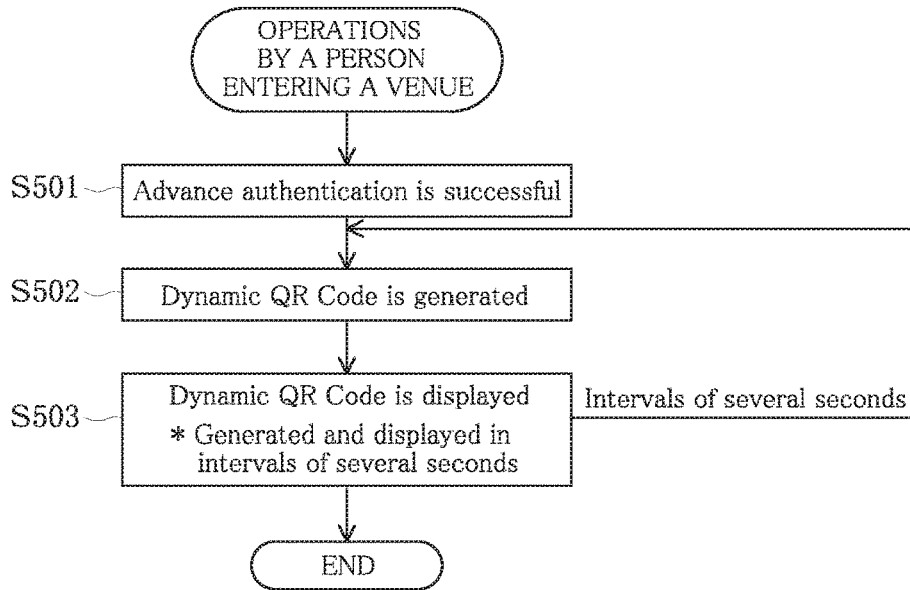 OPERATIONS
BY A PERSON
ENTERING A VENUE
S501
Advance authentication is successful
S502
Dynamic QR Code is generated
S503
Dynamic QR Code is displayed
* Generated and displayed in
intervals of several seconds
Intervals of several seconds
END